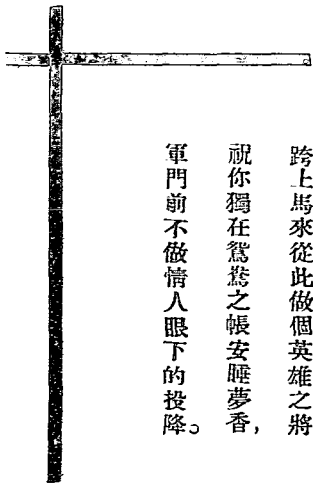 跨上馬來從此做個英雄之將
祝你獨在鴛鴦之帳安睡夢香，
軍門前不做情人眼下的投降。